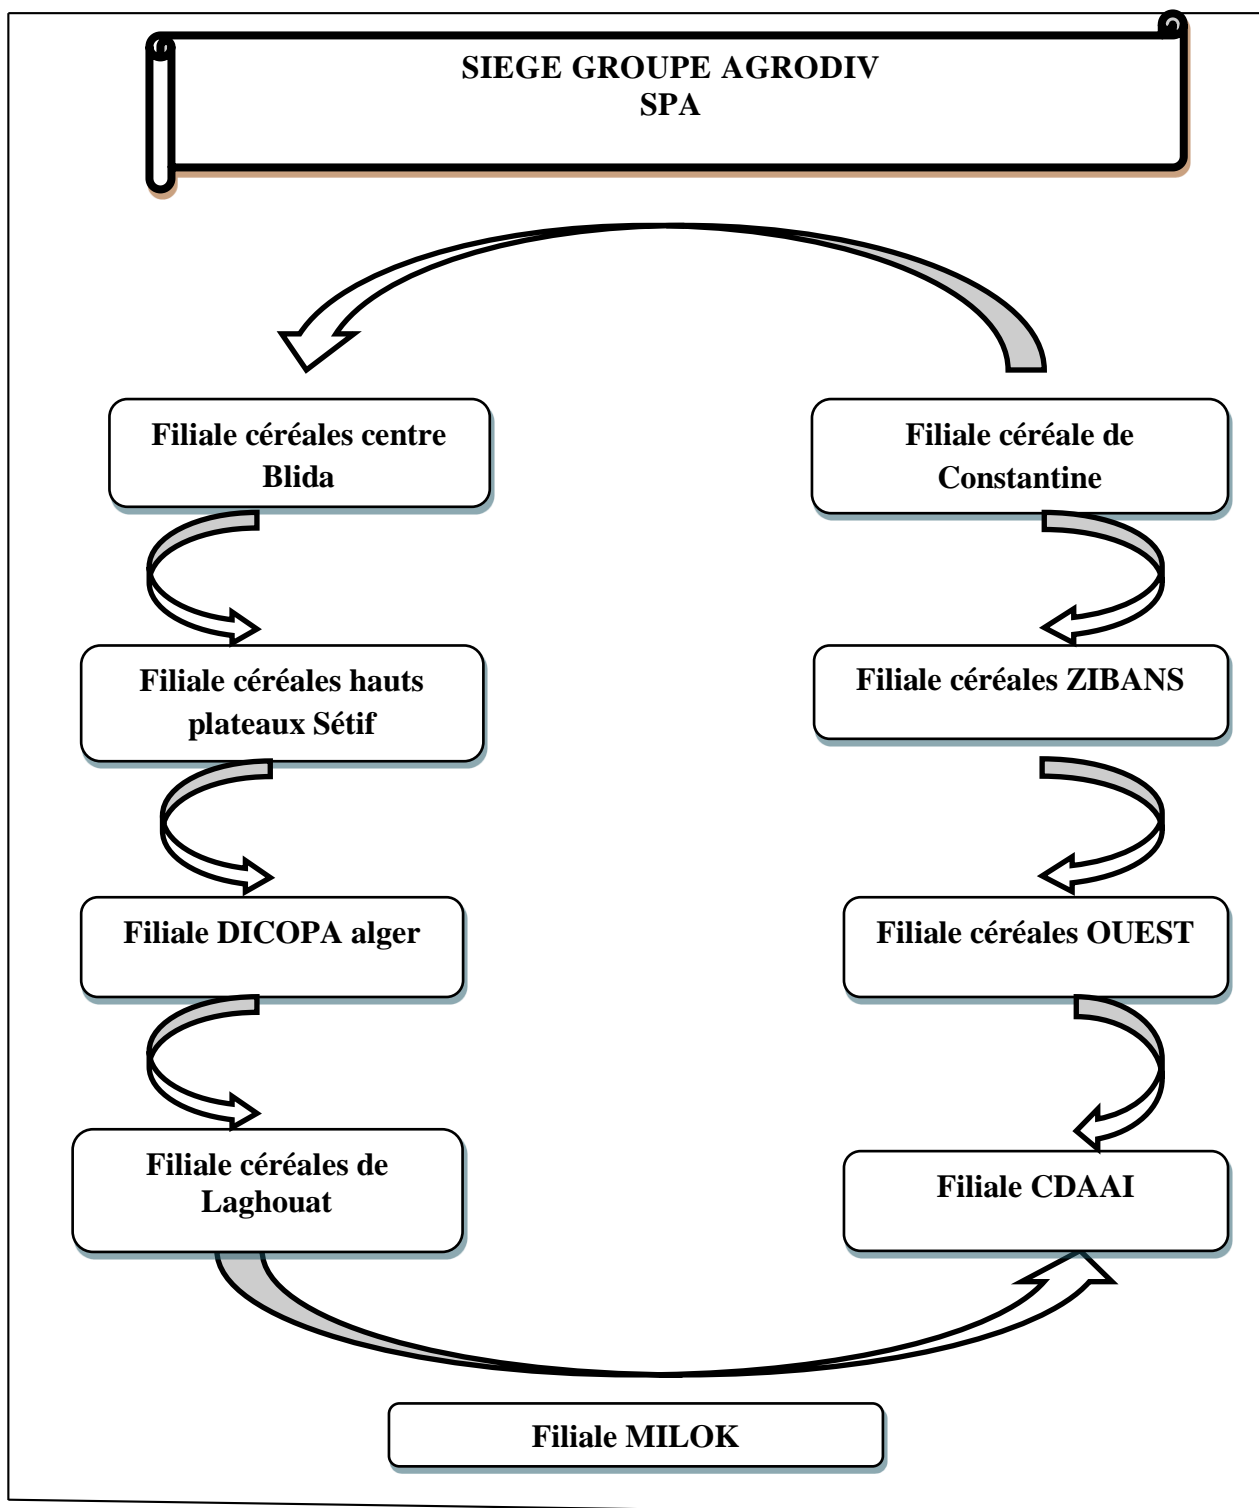 SIEGE GROUPE AGRODIV
SPA
Filiale céréales centre
Blida
Filiale céréale de
Constantine
Filiale céréales hauts
plateaux Sétif
Filiale céréales ZIBANS
Filiale DICOPA alger
Filiale céréales OUEST
Filiale céréales de
Laghouat
Filiale CDAAI
Filiale MILOK